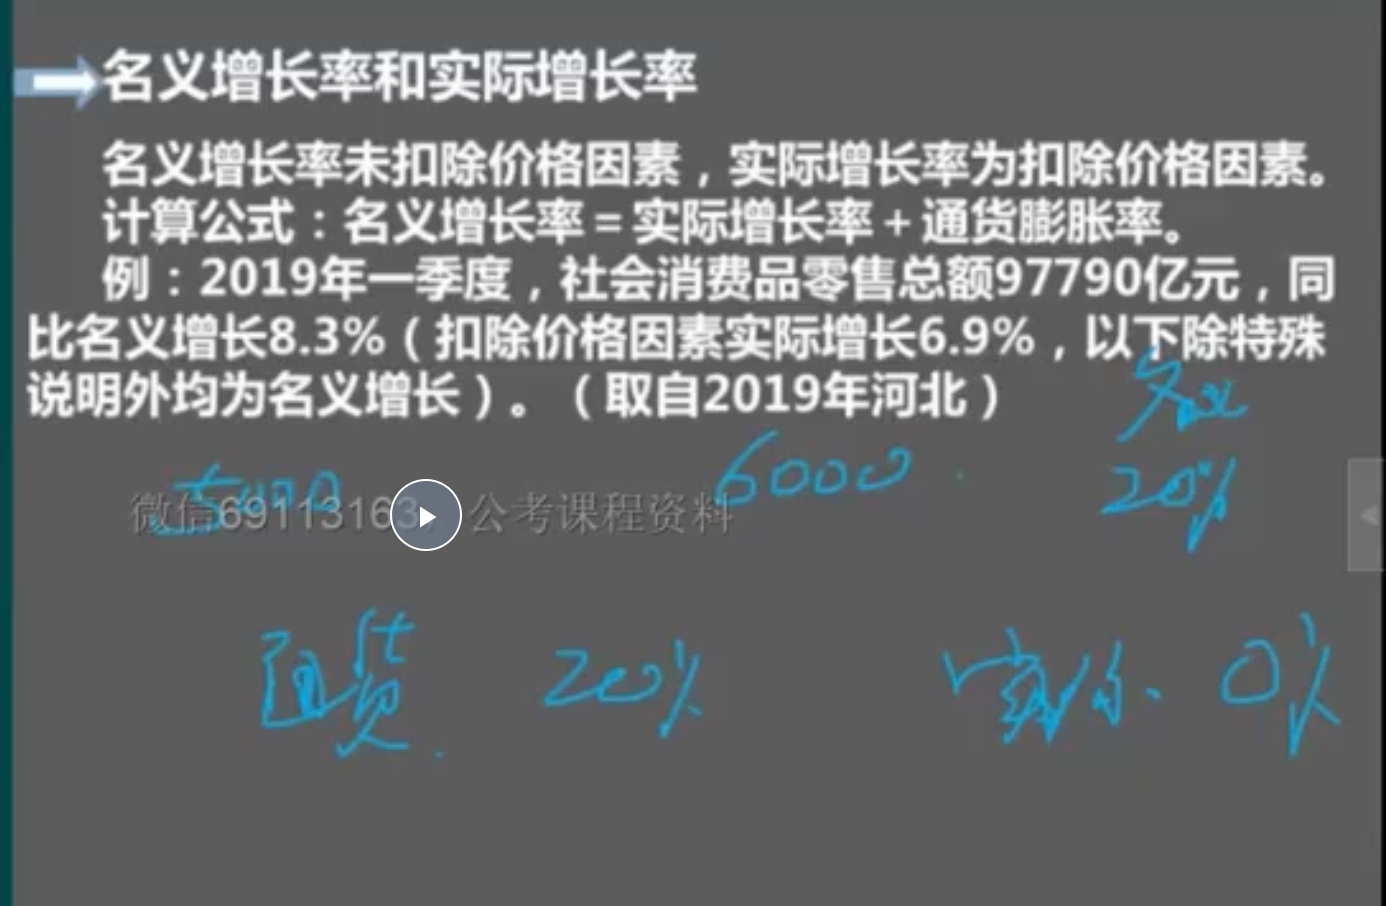 名义增长率和实际增长率
名义增长率未扣除价格因素，实际增长率为扣除价格因素。
计算公式：名义增长率＝实际增长率＋通货膨胀率。
例：2019年一季度，社会消费品零售总额97790亿元，同
比名义增长8.3%（扣除价格因素实际增长6.9%，以下除特殊
说明外均为名义增长）。（取自2019年河北）
名义
5000 6000 20%
微信69113163 公考课程资料
通货 20% 实际 0%